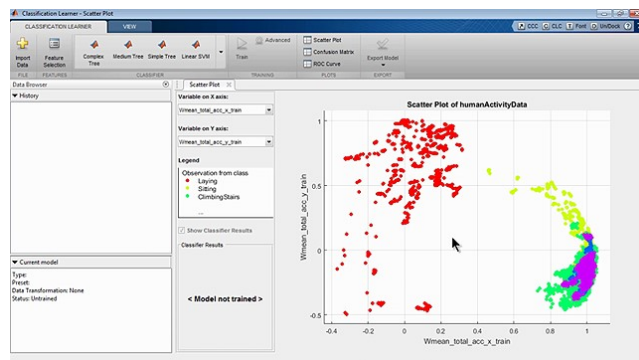 Classification Learner - Scatter Plot
CLASSIFICATION LEARNER
VIEW
CCC
CLC
Font
Un/Dock
Import Data
Feature Selection
Complex Tree
Medium Tree
Simple Tree
Linear SVM
Train
Advanced
Scatter Plot
Confusion Matrix
ROC Curve
Export Model
FILE
FEATURES
CLASSIFIER
TRAINING
PLOTS
EXPORT
Data Browser
History
Current model
Type:
Preset:
Data Transformation: None
Status: Untrained
Scatter Plot
Variable on X axis:
Wmean_total_acc_x_train
Variable on Y axis:
Wmean_total_acc_y_train
Legend
Observation from class
Laying
Sitting
ClimbingStairs
...
Show Classifier Results
Classifier Results
< Model not trained >
Scatter Plot of humanActivityData
Wmean_total_acc_y_train
1
0.5
0
-0.5
-0.4 -0.2 0 0.2 0.4 0.6 0.8 1
Wmean_total_acc_x_train